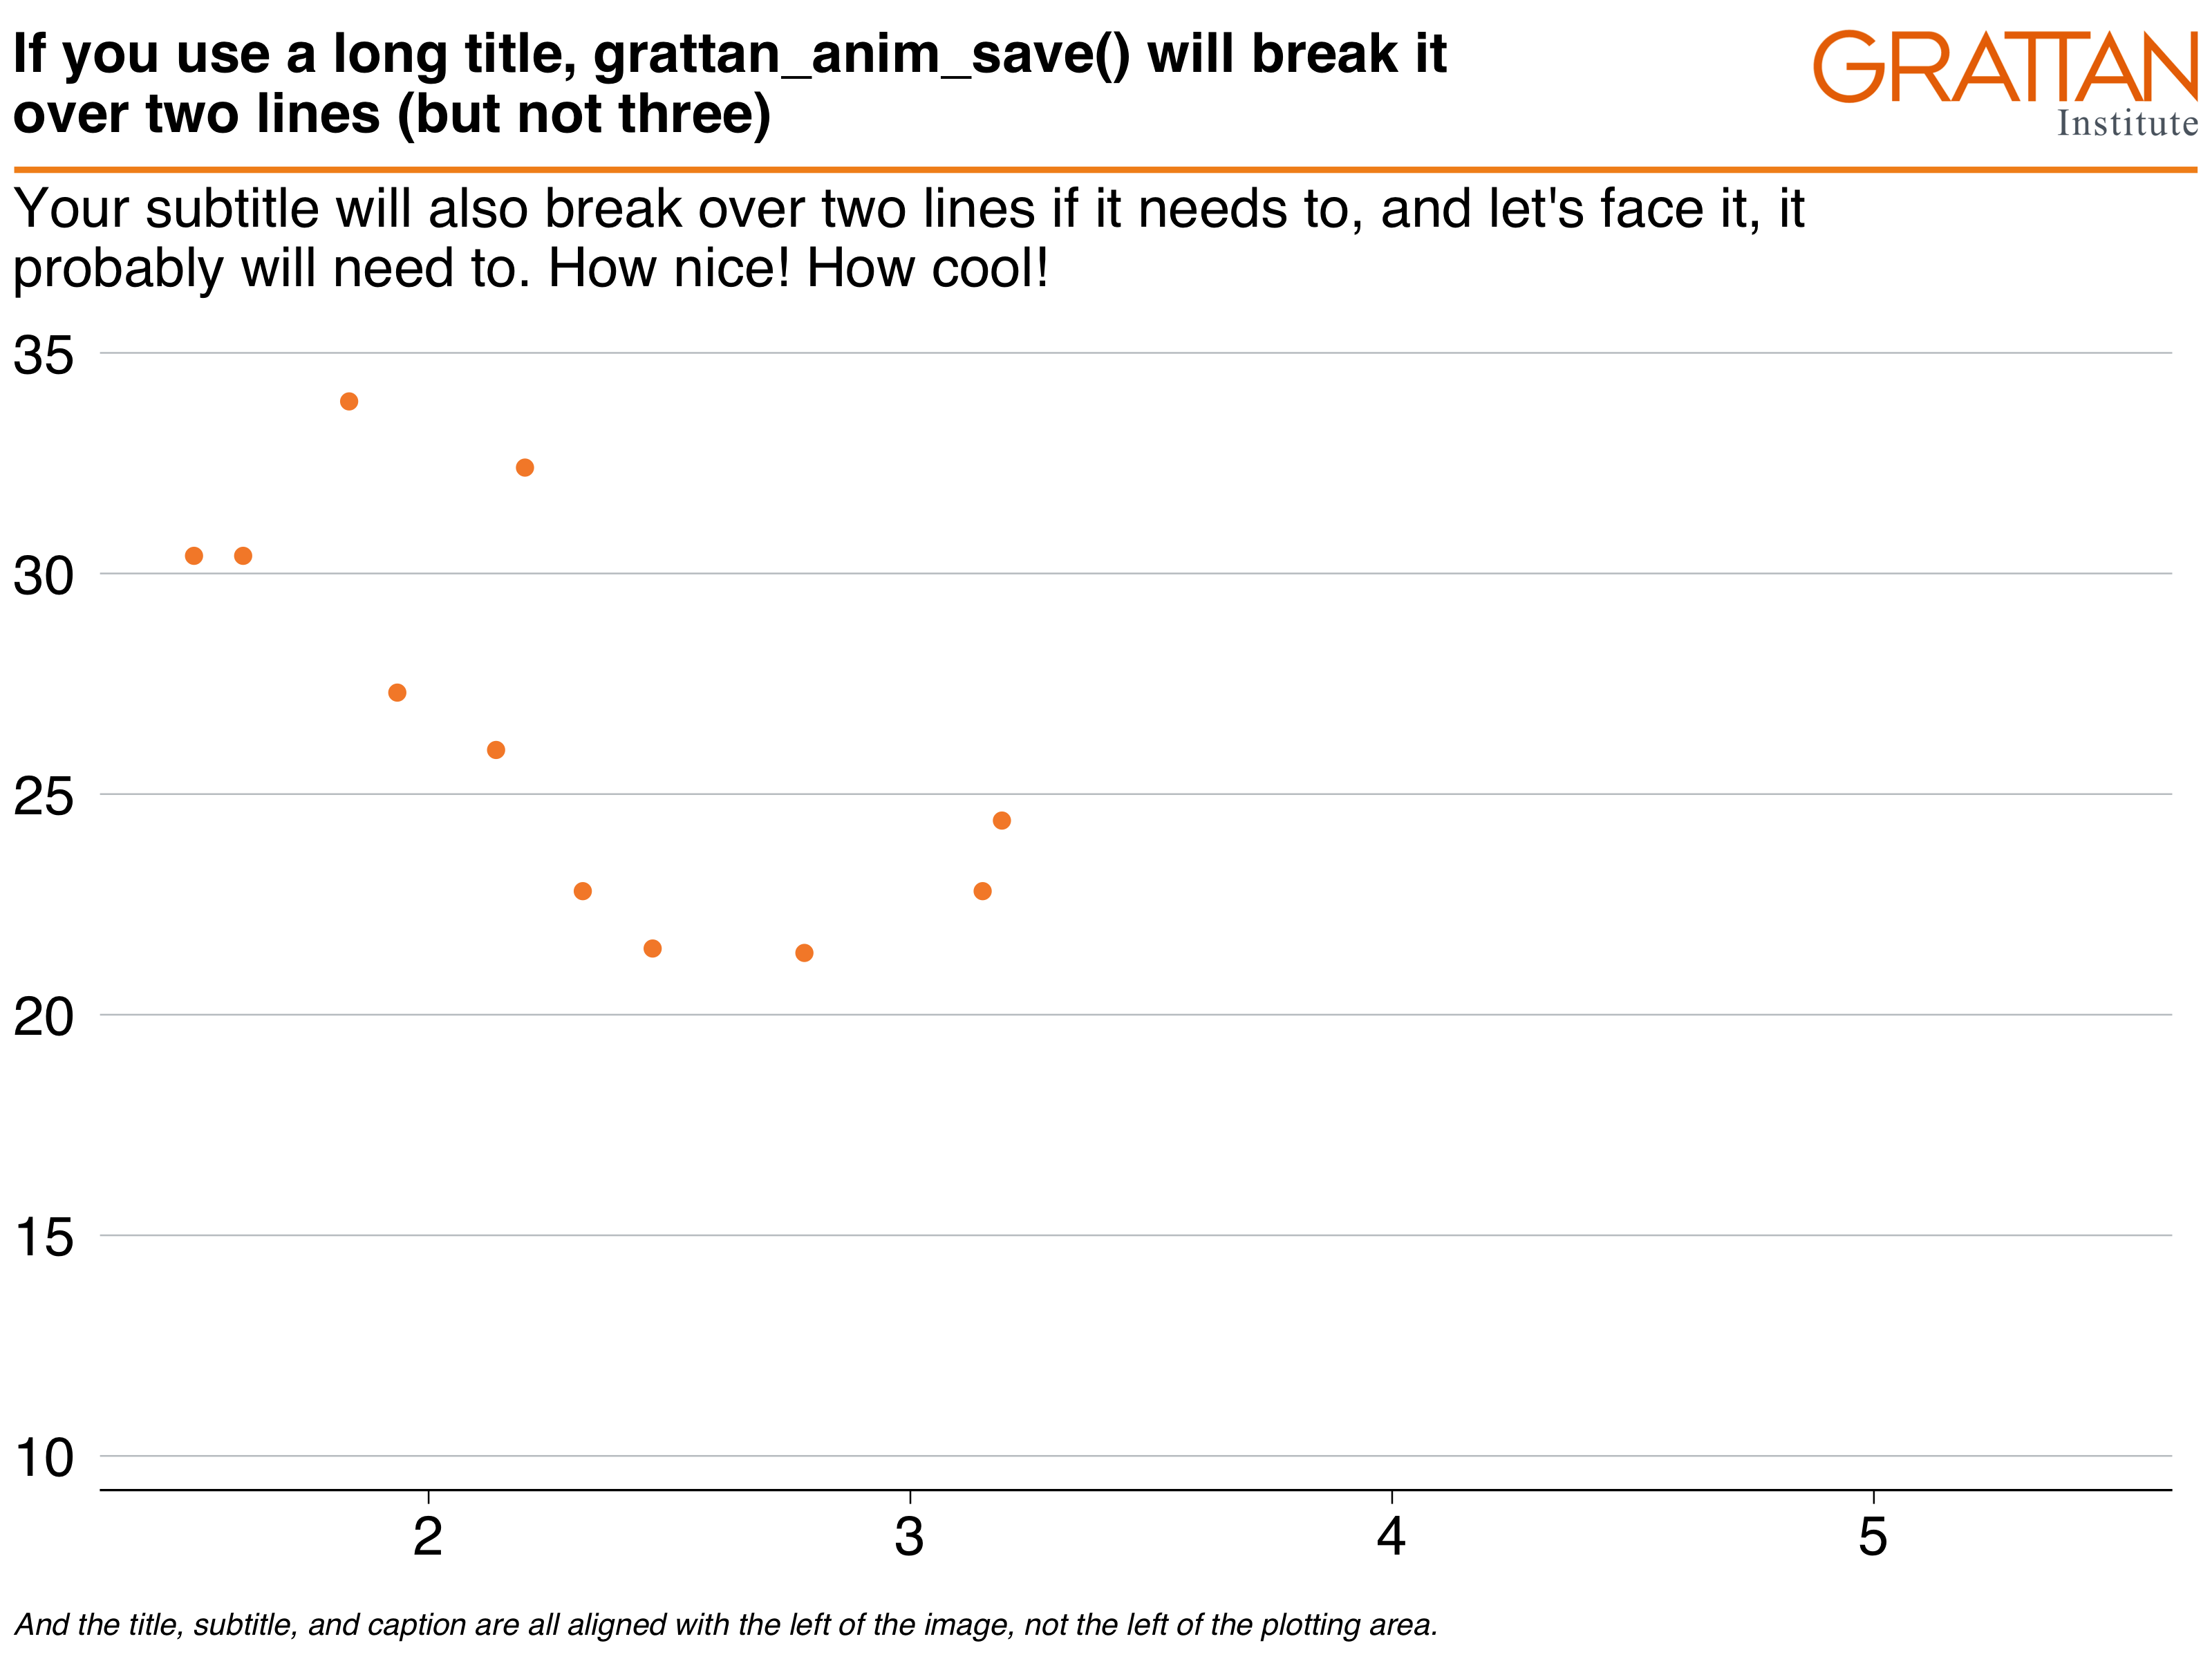 If you use a long title, grattan_anim_save() will break it
over two lines (but not three)
GRATTAN
Institute
Your subtitle will also break over two lines if it needs to, and let's face it, it
probably will need to. How nice! How cool!
35
30
25
20
15
10
2 3 4 5
And the title, subtitle, and caption are all aligned with the left of the image, not the left of the plotting area.